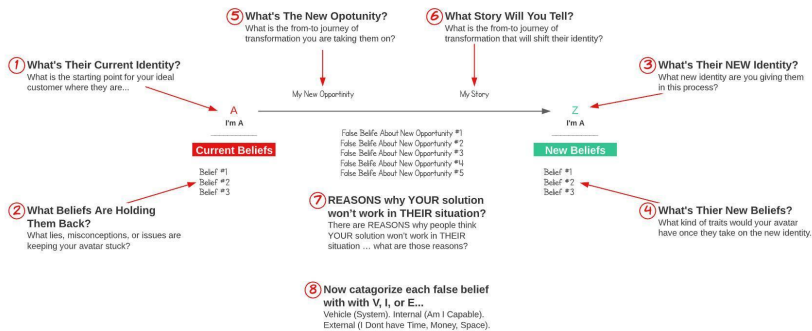 5 What's The New Opotunity?
What is the from-to journey of
transformation you are taking them on?
6 What Story Will You Tell?
What is the from-to journey of
transformation that will shift their identity?
1 What's Their Current Identity?
What is the starting point for your ideal
customer where they are...
3 What's Their NEW Identity?
What new identity are you giving them
in this process?
My New Opportinity
My Story
A
I'm A
Z
I'm A
Current Beliefs
Belief #1
Belief #2
Belief #3
False Belife About New Opportunity #1
False Belife About New Opportunity #2
False Belife About New Opportunity #3
False Belife About New Opportunity #4
False Belife About New Opportunity #5
New Beliefs
Belief #1
Belief #2
Belief #3
2 What Beliefs Are Holding
Them Back?
What lies, misconceptions, or issues are
keeping your avatar stuck?
7 REASONS why YOUR solution
won't work in THEIR situation?
There are REASONS why people think
YOUR solution won't work in THEIR
situation ... what are those reasons?
4 What's Thier New Beliefs?
What kind of traits would your avatar
have once they take on the new identity.
8 Now catagorize each false belief
with with V, I, or E...
Vehicle (System). Internal (Am I Capable).
External (I Dont have Time, Money, Space).